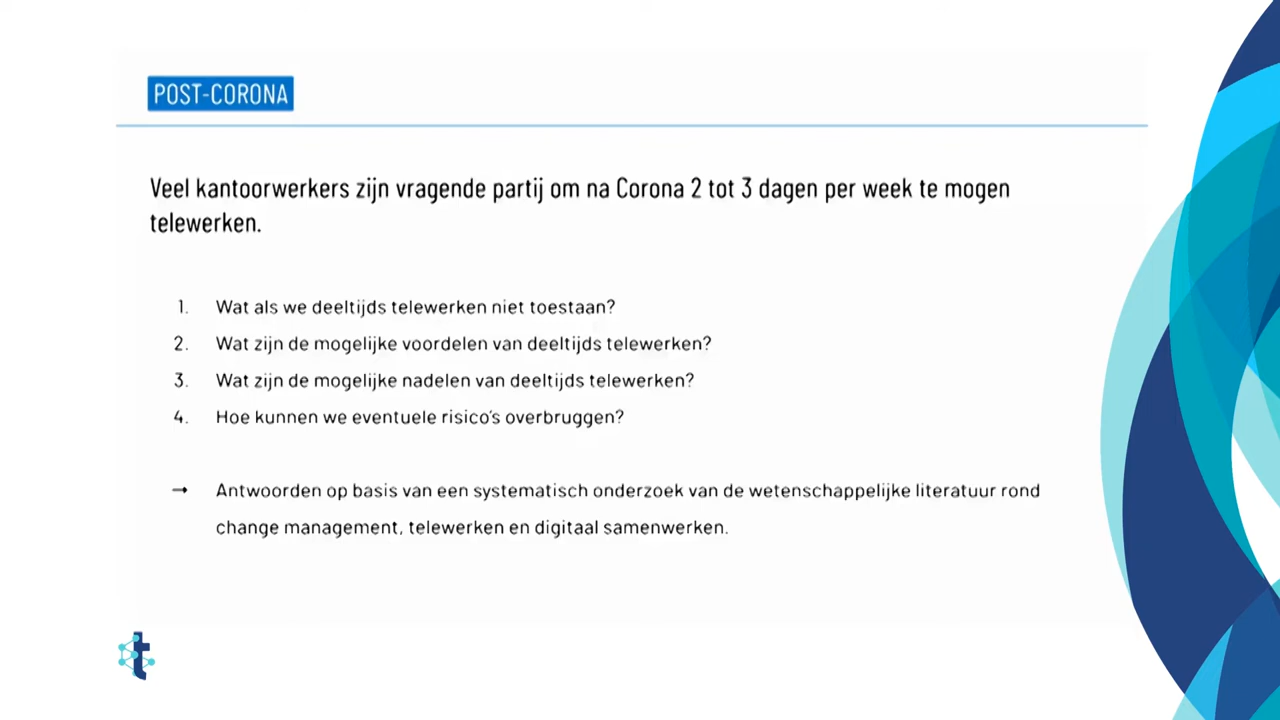 POST-CORONA
Veel kantoorwerkers zijn vragende partij om na Corona 2 tot 3 dagen per week te mogen
telewerken.
1. Wat als we deeltijds telewerken niet toestaan?
2. Wat zijn de mogelijke voordelen van deeltijds telewerken?
3. Wat zijn de mogelijke nadelen van deeltijds telewerken?
4. Hoe kunnen we eventuele risico's overbruggen?
→ Antwoorden op basis van een systematisch onderzoek van de wetenschappelijke literatuur rond
change management, telewerken en digitaal samenwerken.
t